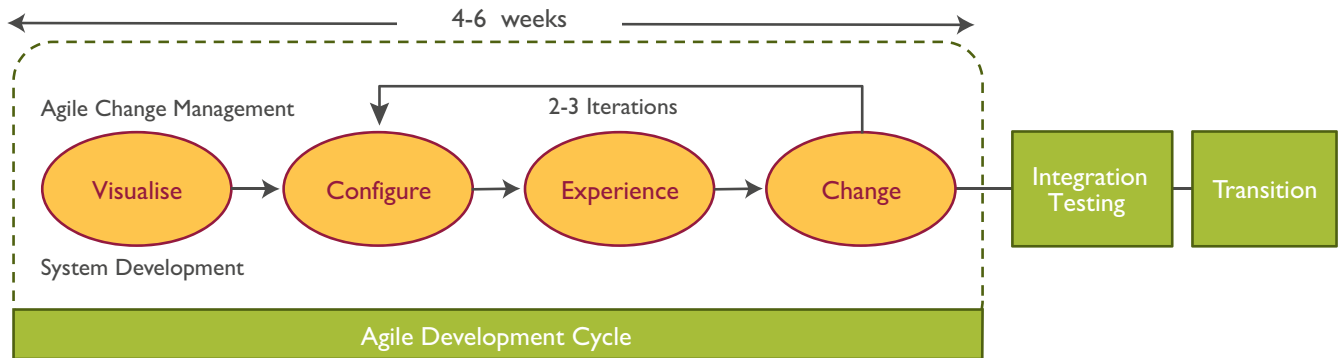 4-6 weeks
Agile Change Management
2-3 Iterations
Visualise
Configure
Experience
Change
Integration
Testing
Transition
System Development
Agile Development Cycle